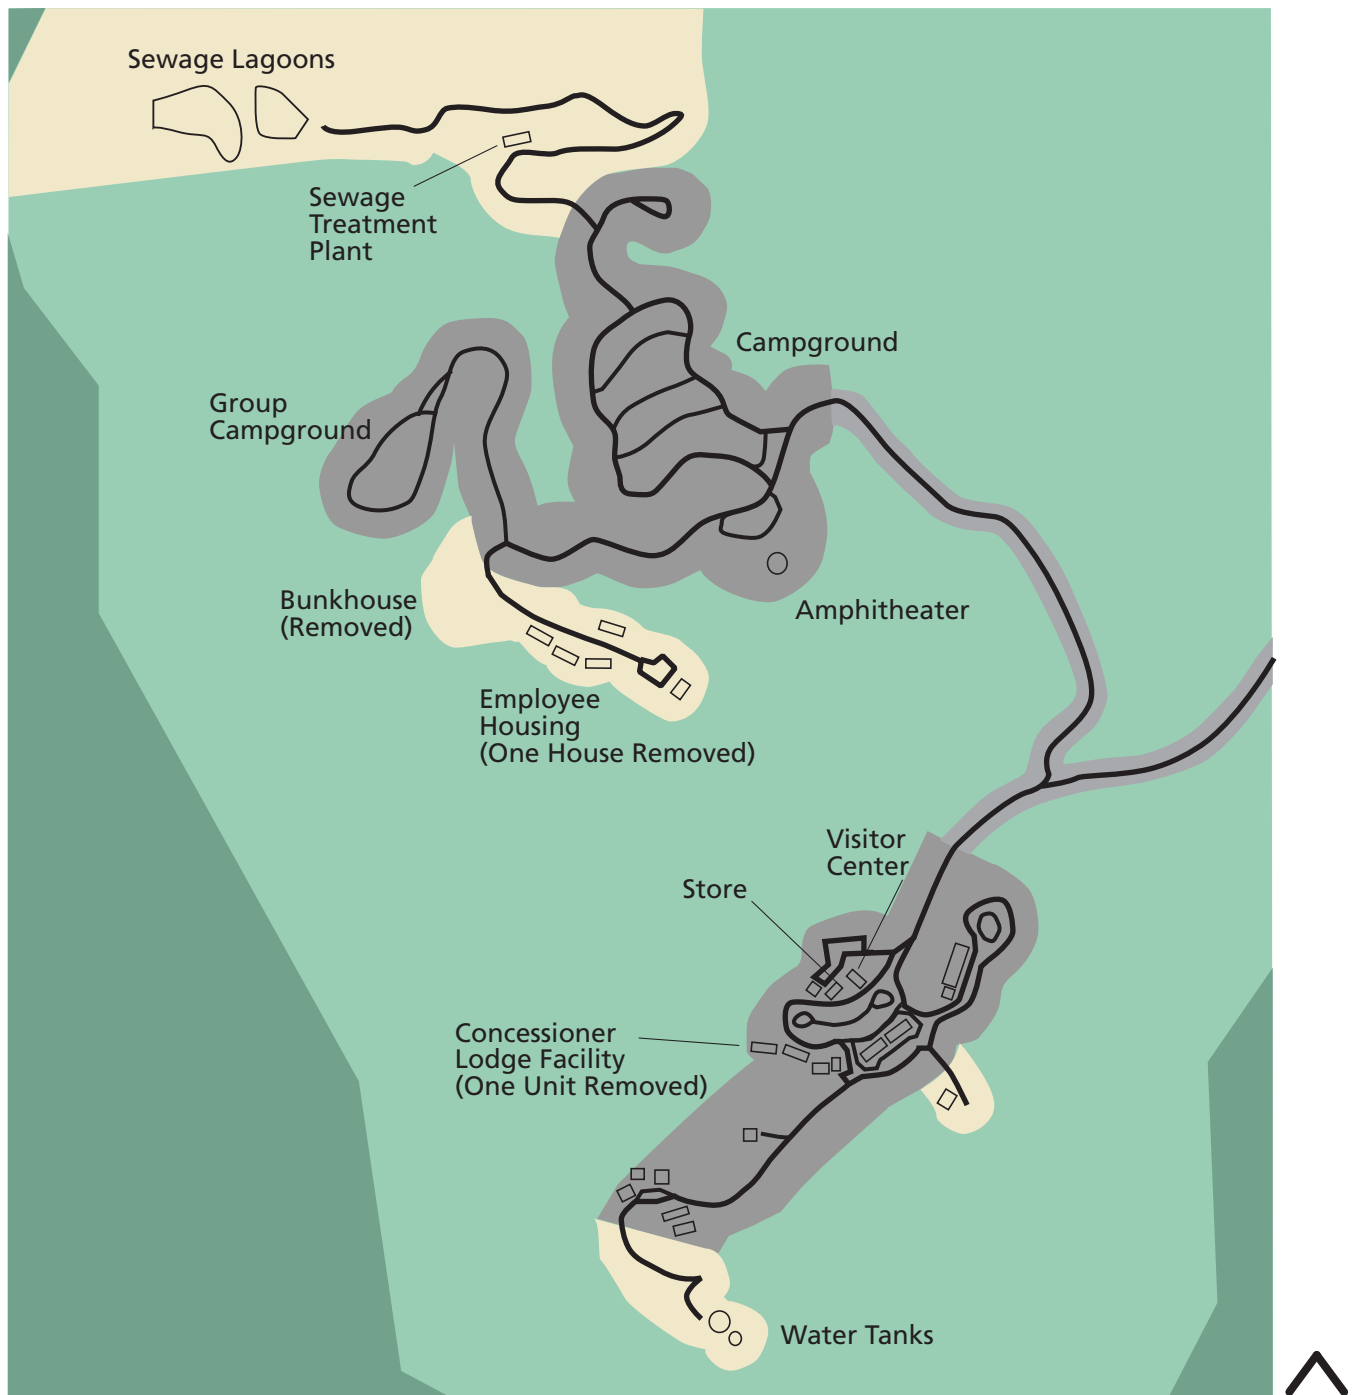 Sewage Lagoons
Sewage
Treatment
Plant
Campground
Group
Campground
Bunkhouse
(Removed)
Amphitheater
Employee
Housing
(One House Removed)
Visitor
Center
Store
Concessioner
Lodge Facility
(One Unit Removed)
Water Tanks